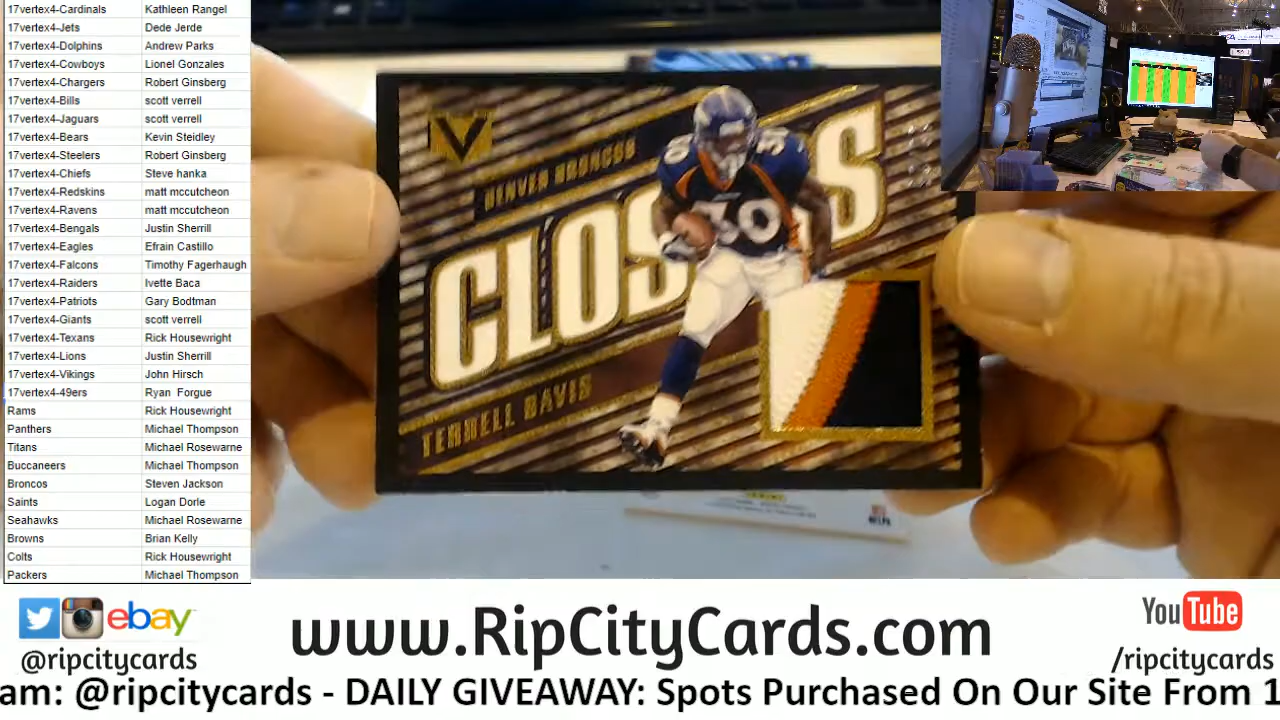 17vertex4-Cardinals Kathleen Rangel
17vertex4-Jets Dede Jerde
17vertex4-Dolphins Andrew Parks
17vertex4-Cowboys Lionel Gonzales
17vertex4-Chargers Robert Ginsberg
17vertex4-Bills scott verrell
17vertex4-Jaguars scott verrell
17vertex4-Bears Kevin Steidley
17vertex4-Steelers Robert Ginsberg
17vertex4-Chiefs Steve hanka
17vertex4-Redskins matt mccutcheon
17vertex4-Ravens matt mccutcheon
17vertex4-Bengals Justin Sherrill
17vertex4-Eagles Efrain Castillo
17vertex4-Falcons Timothy Fagerhaugh
17vertex4-Raiders Ivette Baca
17vertex4-Patriots Gary Bodtman
17vertex4-Giants scott verrell
17vertex4-Texans Rick Housewright
17vertex4-Lions Justin Sherrill
17vertex4-Vikings John Hirsch
17vertex4-49ers Ryan Forgue
Rams Rick Housewright
Panthers Michael Thompson
Titans Michael Rosewarne
Buccaneers Michael Thompson
Broncos Steven Jackson
Saints Logan Dorle
Seahawks Michael Rosewarne
Browns Brian Kelly
Colts Rick Housewright
Packers Michael Thompson
V
DENVER BRONCOS
CLOS S
30
TERRELL DAVIS
ebay
@ripcitycards
www.RipCityCards.com
YouTube
/ripcitycards
am: @ripcitycards - DAILY GIVEAWAY: Spots Purchased On Our Site From 1